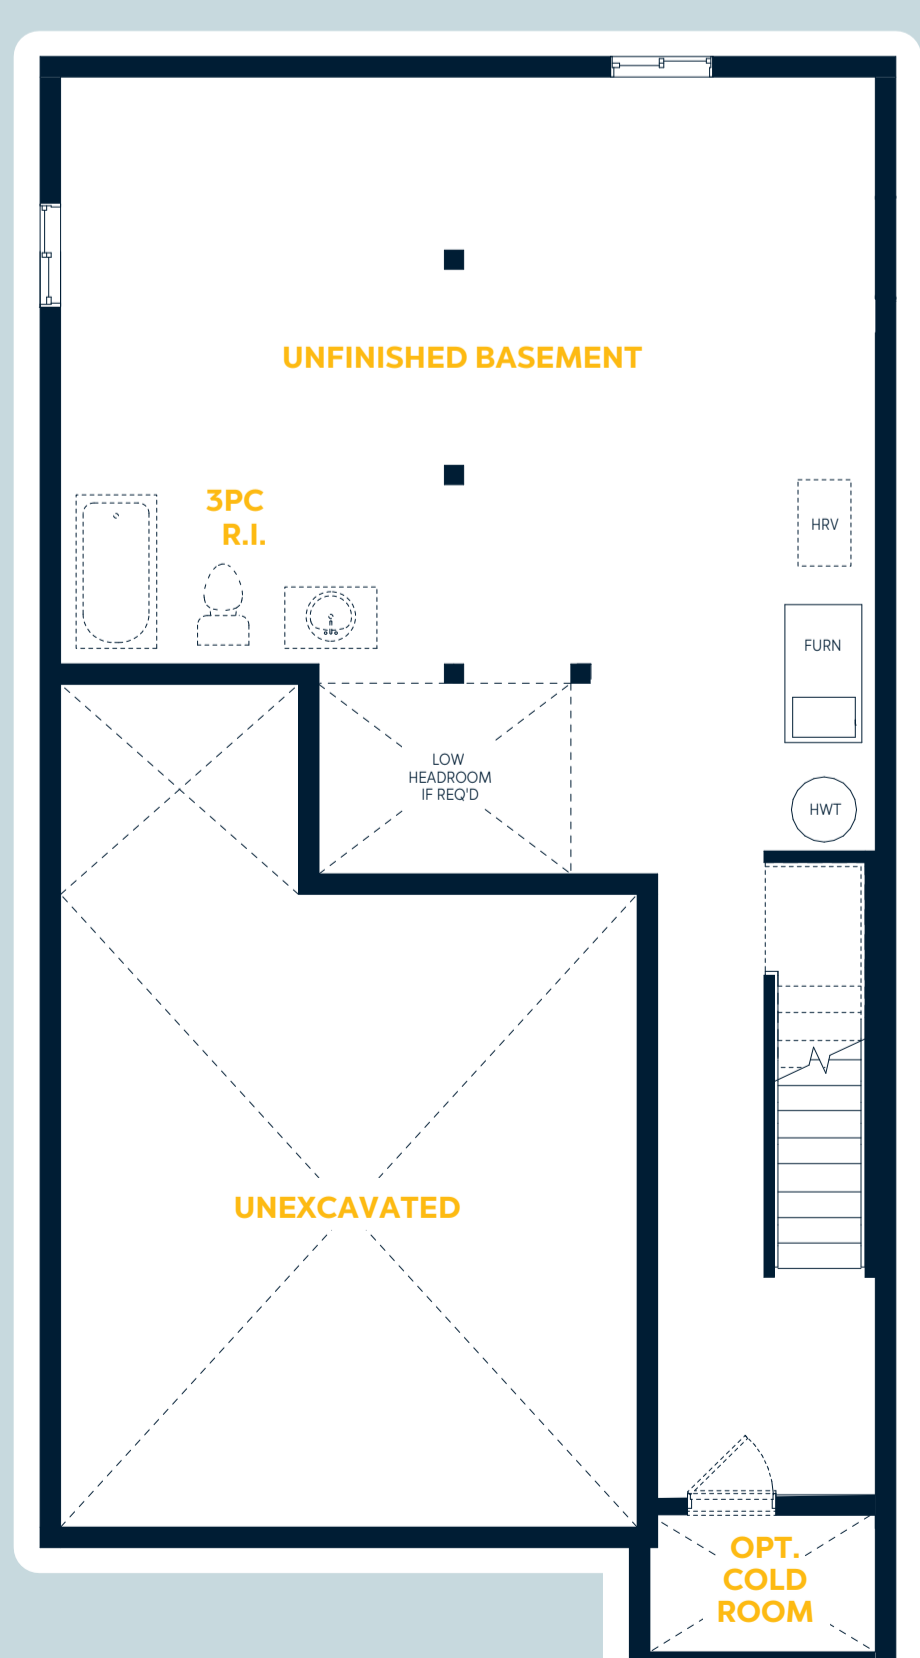 UNFINISHED BASEMENT
3PC
R.I.
HRV
FURN
LOW
HEADROOM
IF REQ'D
HWT
UNEXCAVATED
OPT.
COLD
ROOM